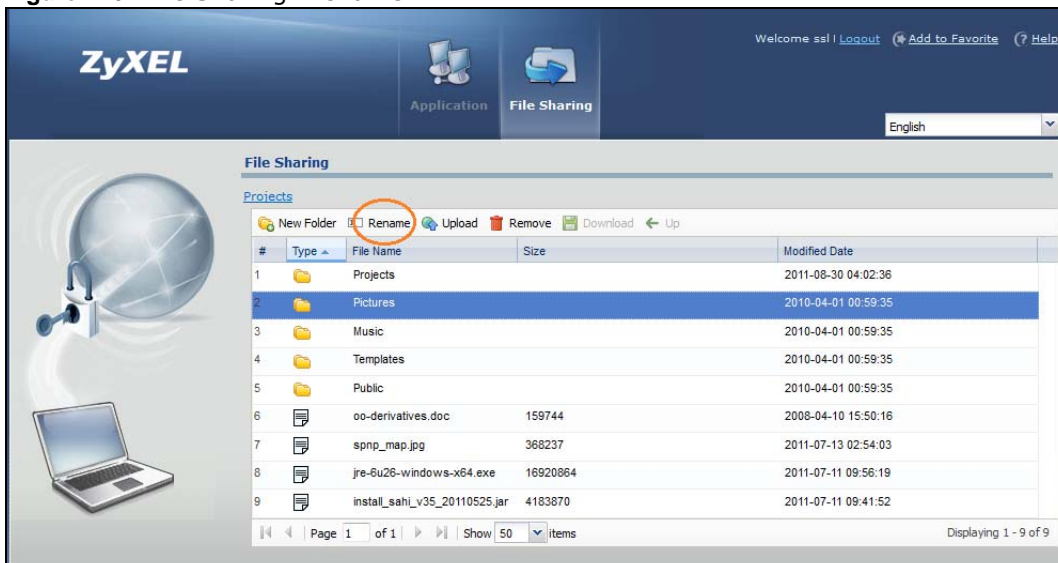 ZyXEL
Application
File Sharing
Welcome ssl | Logout Add to Favorite ? Help
English
File Sharing
Projects
New Folder Rename Upload Remove Download Up
# Type File Name Size Modified Date
1 Projects 2011-08-30 04:02:36
2 Pictures 2010-04-01 00:59:35
3 Music 2010-04-01 00:59:35
4 Templates 2010-04-01 00:59:35
5 Public 2010-04-01 00:59:35
6 oo-derivatives.doc 159744 2008-04-10 15:50:16
7 spnp_map.jpg 368237 2011-07-13 02:54:03
8 jre-6u26-windows-x64.exe 16920864 2011-07-11 09:56:19
9 install_sahi_v35_20110525.jar 4183870 2011-07-11 09:41:52
Page 1 of 1 Show 50 items Displaying 1 - 9 of 9